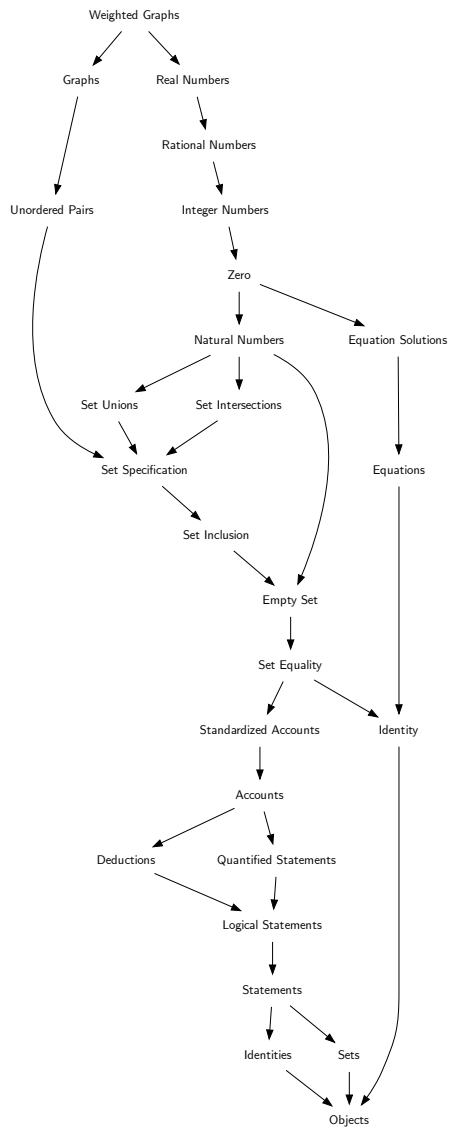 Weighted Graphs
Graphs
Real Numbers
Rational Numbers
Unordered Pairs
Integer Numbers
Zero
Natural Numbers
Equation Solutions
Set Unions
Set Intersections
Set Specification
Equations
Set Inclusion
Empty Set
Set Equality
Standardized Accounts
Identity
Accounts
Deductions
Quantified Statements
Logical Statements
Statements
Identities
Sets
Objects